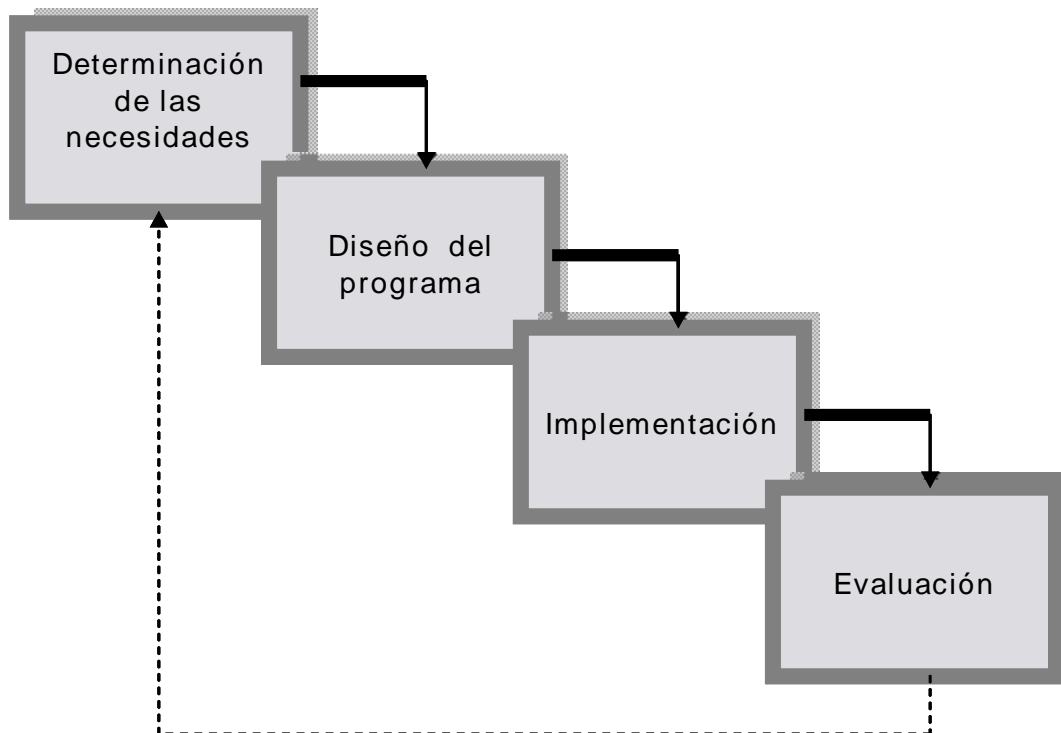 Determinación
de las
necesidades
Diseño del
programa
Implementación
Evaluación